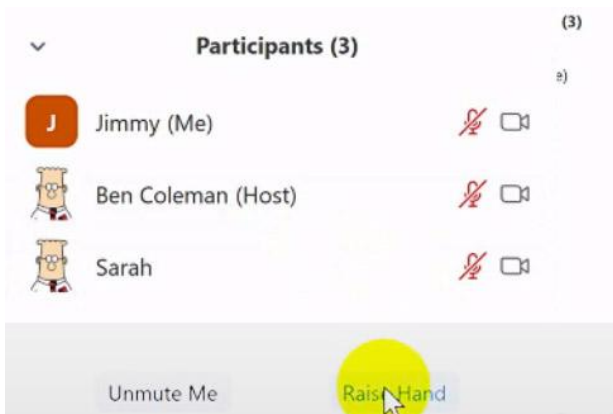 (3)
Participants (3)
e)
J Jimmy (Me)
Ben Coleman (Host)
Sarah
Unmute Me Raise Hand